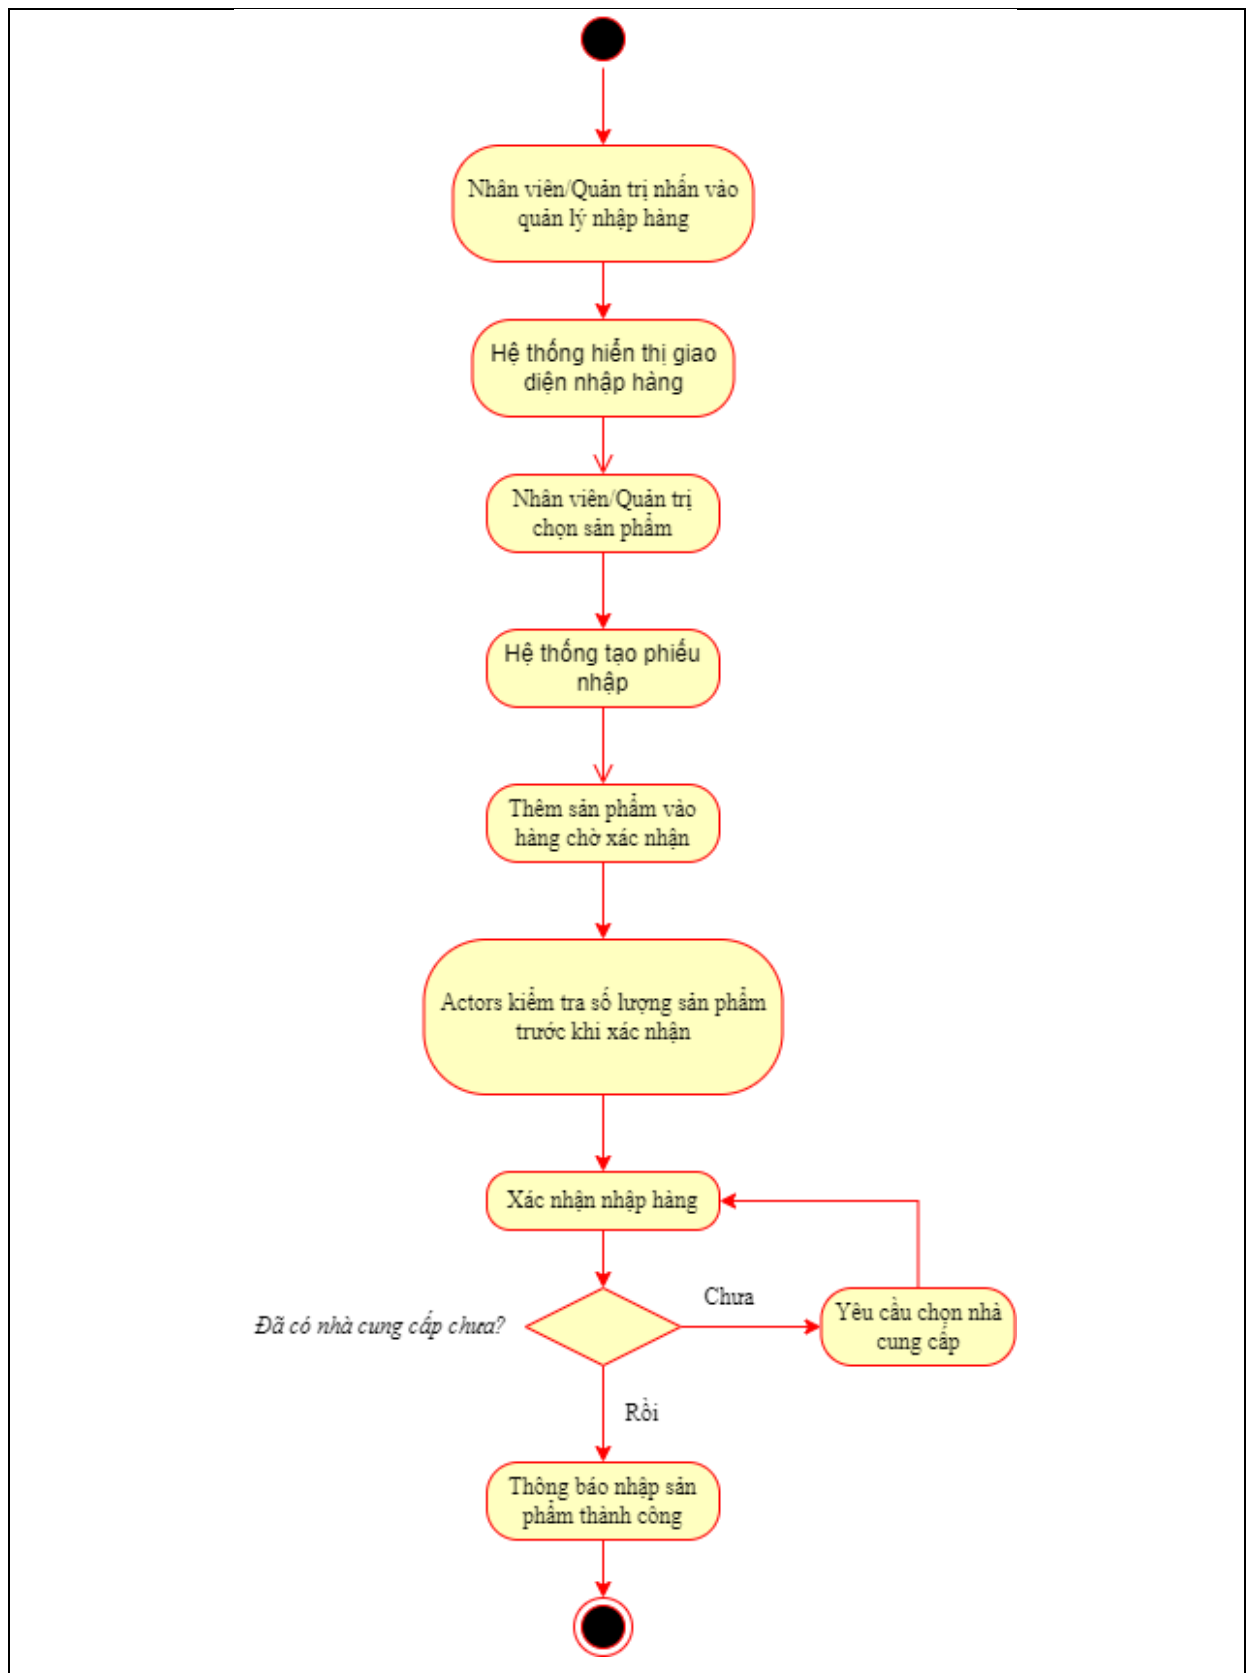 Nhân viên/Quản trị nhấn vào
quản lý nhập hàng
Hệ thống hiển thị giao
diện nhập hàng
Nhân viên/Quản trị
chọn sản phẩm
Hệ thống tạo phiếu
nhập
Thêm sản phẩm vào
hàng chờ xác nhận
Actors kiểm tra số lượng sản phẩm
trước khi xác nhận
Xác nhận nhập hàng
Chưa
Đã có nhà cung cấp chưa?
Yêu cầu chọn nhà
cung cấp
Rồi
Thông báo nhập sản
phẩm thành công